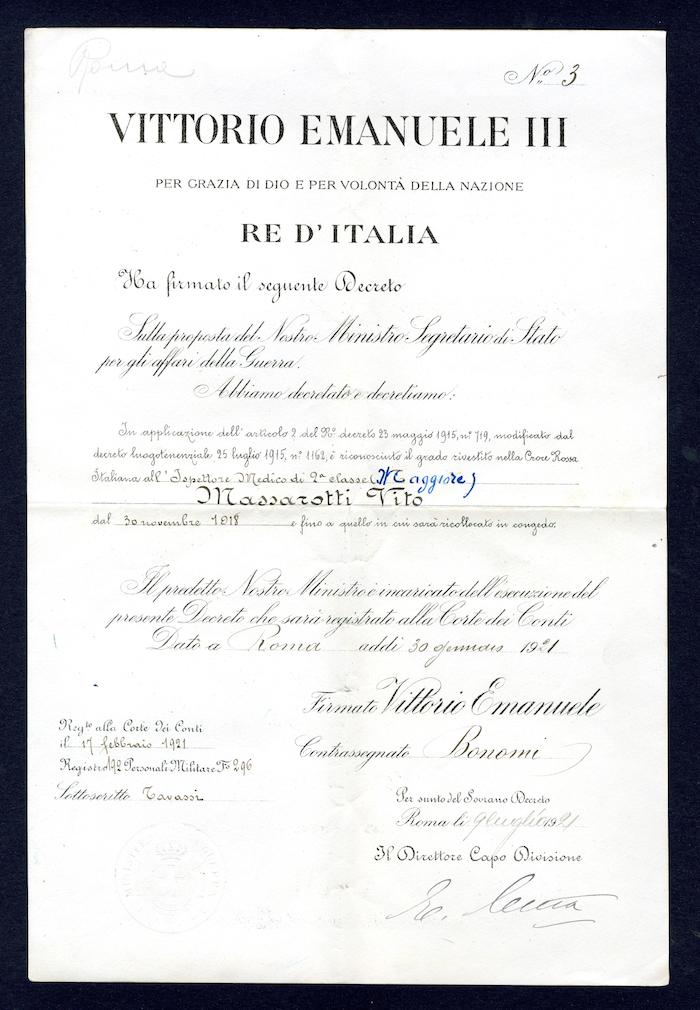 Roma
No. 3
VITTORIO EMANUELE III
PER GRAZIA DI DIO E PER VOLONTÀ DELLA NAZIONE
RE D'ITALIA
Ha firmato il seguente Decreto
Sulla proposta del Nostro Ministro Segretario di Stato
per gli affari della Guerra.
Abbiamo decretato e decretiamo:
In applicazione dell'articolo 2 del Ro. decreto 23 maggio 1915, no. 719, modificato dal
decreto luogotenenziale 25 luglio 1915, no. 1162, è riconosciuto il grado rivestito nella Croce Rossa
Italiana all'Ispettore Medico di 2a classe (Maggiore)
Massarotti Vito
dal 30 novembre 1918 e fino a quello in cui sarà ricollocato in congedo.
Il predetto Nostro Ministro è incaricato dell'esecuzione del
presente Decreto che sarà registrato alla Corte dei Conti
Dato a Roma addì 30 gennaio 1921
Firmato Vittorio Emanuele
Regto alla Corte dei Conti
il 17 febbraio 1921
Contrassegnato Bonomi
Registro 192 Personali Militare Fo 296
Sottoscritto Tavassi
Per sunto del Sovrano Decreto
Roma lì 9 luglio 1921
Il Direttore Capo Divisione